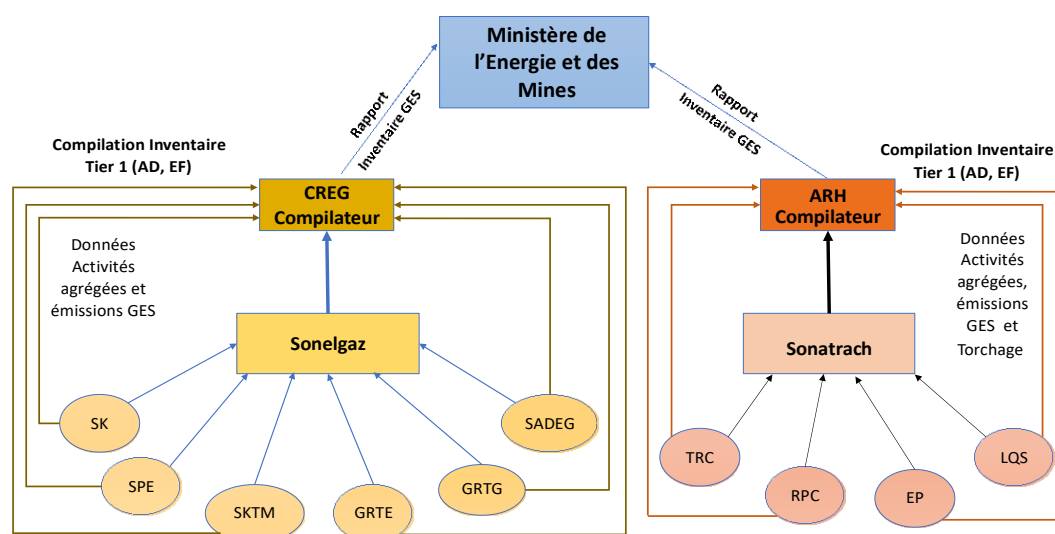 Ministère de
l'Energie et des
Mines
Rapport
Inventaire GES
Rapport
Inventaire GES
Compilation Inventaire
Tier 1 (AD, EF)
Compilation Inventaire
Tier 1 (AD, EF)
CREG
Compilateur
ARH
Compilateur
Données
Activités
agrégées et
émissions GES
Données
Activités
agrégées,
émissions
GES et
Torchage
Sonelgaz
Sonatrach
SK
SADEG
SPE
GRTG
SKTM
GRTE
TRC
LQS
RPC
EP